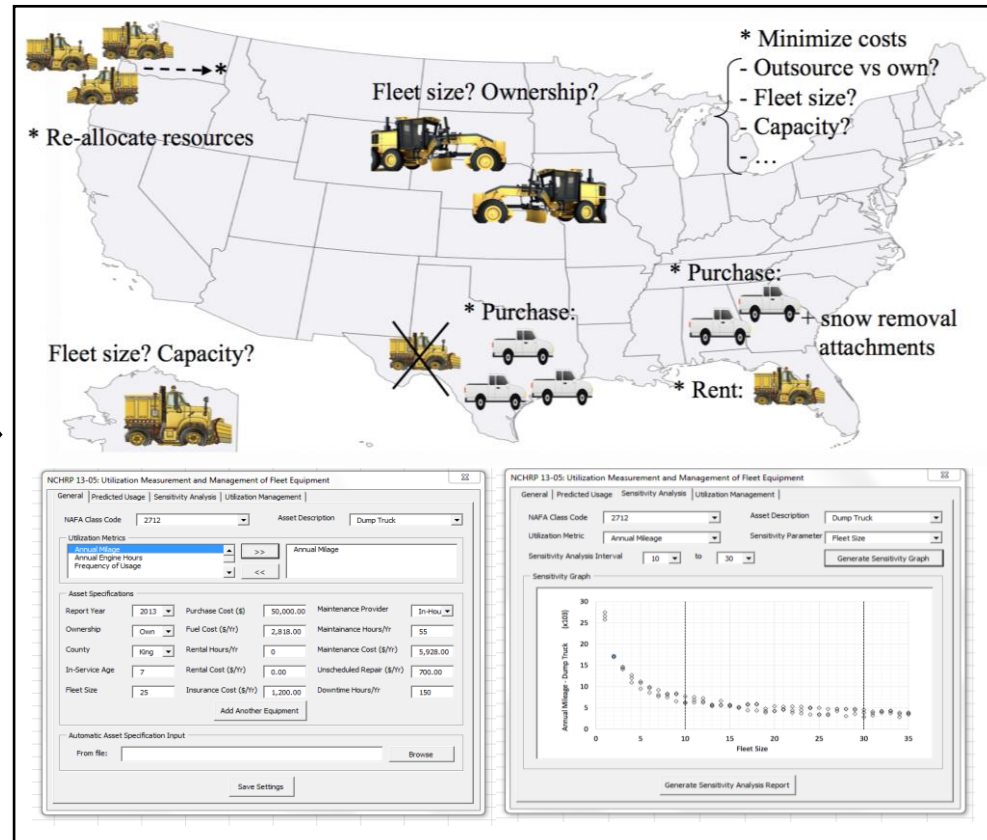 * Minimize costs
- Outsource vs own?
- Fleet size?
- Capacity?
- ...
Fleet size? Ownership?
* Re-allocate resources
*
* Purchase:
+ snow removal
attachments
* Purchase:
* Rent:
Fleet size? Capacity?
NCHRP 13-05: Utilization Measurement and Management of Fleet Equipment
General | Predicted Usage | Sensitivity Analysis | Utilization Management |
NAFA Class Code 2712 Asset Description Dump Truck
Utilization Metrics
Annual Milage >> Annual Milage
Annual Engine Hours
Frequency of Usage <<
Asset Specifications
Report Year 2013 Purchase Cost ($) 50,000.00 Maintenance Provider In-Hou
Ownership Own Fuel Cost ($/Yr) 2,818.00 Maintainance Hours/Yr 55
County King Rental Hours/Yr 0 Maintenance Cost ($/Yr) 5,928.00
In-Service Age 7 Rental Cost ($/Yr) 0.00 Unscheduled Repair ($/Yr) 700.00
Fleet Size 25 Insurance Cost ($/Yr) 1,200.00 Downtime Hours/Yr 150
Add Another Equipment
Automatic Asset Specification Input
From file: Browse
Save Settings
NCHRP 13-05: Utilization Measurement and Management of Fleet Equipment
General | Predicted Usage | Sensitivity Analysis | Utilization Management |
NAFA Class Code 2712 Asset Description Dump Truck
Utilization Metric Annual Mileage Sensitivity Parameter Fleet Size
Sensitivity Analysis Interval 10 to 30 Generate Sensitivity Graph
Sensitivity Graph
Annual Mileage - Dump Truck (x103)
30
25
20
15
10
5
0
0 5 10 15 20 25 30 35
Fleet Size
Generate Sensitivity Analysis Report